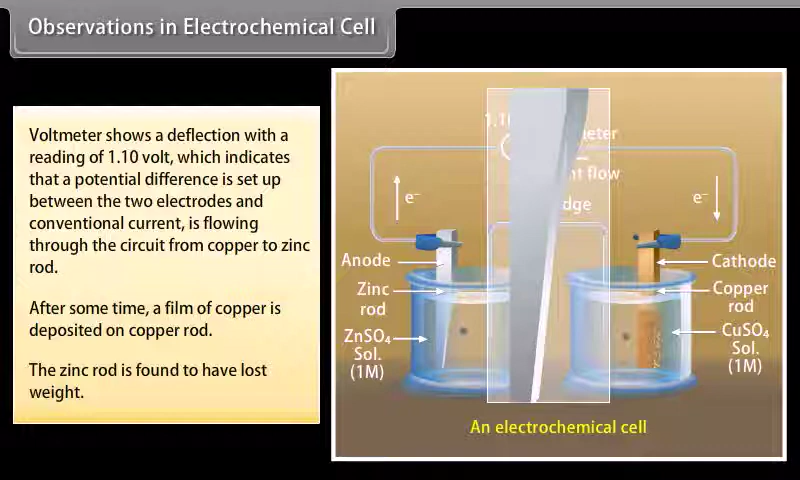 Observations in Electrochemical Cell
Voltmeter shows a deflection with a
reading of 1.10 volt, which indicates
that a potential difference is set up
between the two electrodes and
conventional current, is flowing
through the circuit from copper to zinc
rod.
After some time, a film of copper is
deposited on copper rod.
The zinc rod is found to have lost
weight.
1.1
flow
e⁻
e⁻
Anode
Cathode
Zinc
rod
Copper
rod
ZnSO₄
Sol.
(1M)
CuSO₄
Sol.
(1M)
An electrochemical cell